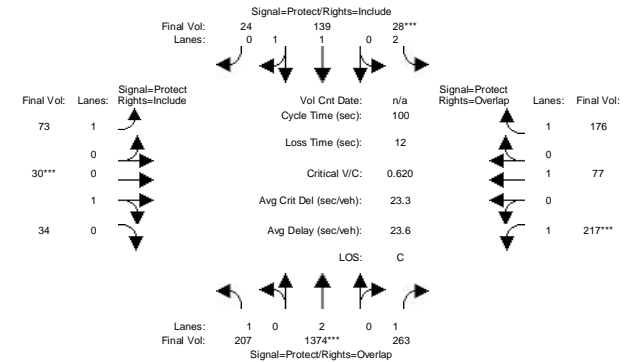 Signal=Protect/Rights=Include
Final Vol: 24 139 28***
Lanes: 0 1 1 0 2
Signal=Protect
Final Vol: Lanes: Rights=Include
Vol Cnt Date: n/a
Signal=Protect
Rights=Overlap Lanes: Final Vol:
Cycle Time (sec): 100
73 1
1 176
Loss Time (sec): 12
0
0
30*** 0
Critical V/C: 0.620
1 77
1
Avg Crit Del (sec/veh): 23.3
0
34 0
Avg Delay (sec/veh): 23.6
1 217***
LOS: C
Lanes: 1 0 2 0 1
Final Vol: 207 1374*** 263
Signal=Protect/Rights=Overlap